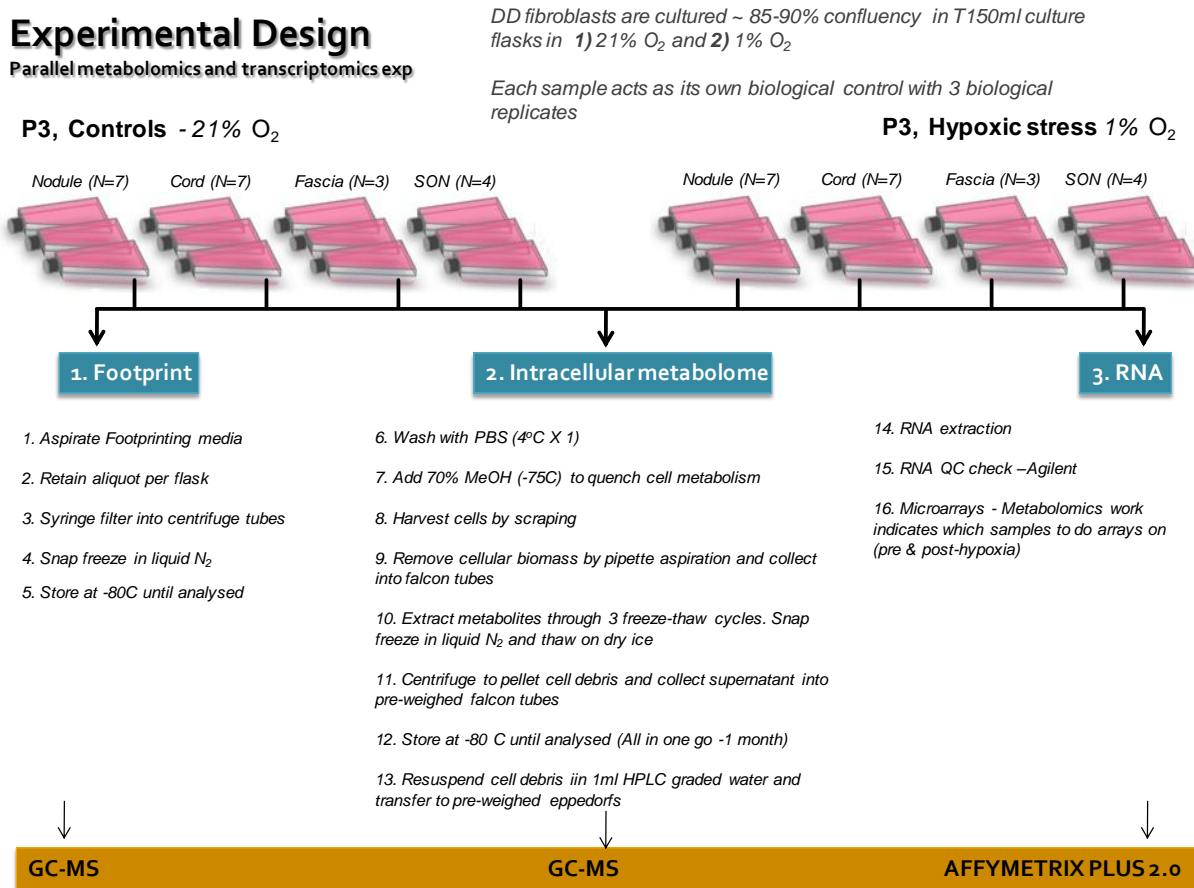 Experimental Design
Parallel metabolomics and transcriptomics exp
DD fibroblasts are cultured ~ 85-90% confluency in T150ml culture
flasks in 1) 21% O₂ and 2) 1% O₂
Each sample acts as its own biological control with 3 biological
replicates
P3, Controls - 21% O₂
P3, Hypoxic stress 1% O₂
Nodule (N=7) Cord (N=7) Fascia (N=3) SON (N=4)
Nodule (N=7) Cord (N=7) Fascia (N=3) SON (N=4)
1. Footprint
2. Intracellular metabolome
3. RNA
1. Aspirate Footprinting media
2. Retain aliquot per flask
3. Syringe filter into centrifuge tubes
4. Snap freeze in liquid N₂
5. Store at -80C until analysed
6. Wash with PBS (4ºC X 1)
7. Add 70% MeOH (-75C) to quench cell metabolism
8. Harvest cells by scraping
9. Remove cellular biomass by pipette aspiration and collect
into falcon tubes
10. Extract metabolites through 3 freeze-thaw cycles. Snap
freeze in liquid N₂ and thaw on dry ice
11. Centrifuge to pellet cell debris and collect supernatant into
pre-weighed falcon tubes
12. Store at -80 C until analysed (All in one go -1 month)
13. Resuspend cell debris iin 1ml HPLC graded water and
transfer to pre-weighed eppedorfs
14. RNA extraction
15. RNA QC check –Agilent
16. Microarrays - Metabolomics work
indicates which samples to do arrays on
(pre & post-hypoxia)
GC-MS
GC-MS
AFFYMETRIX PLUS 2.0